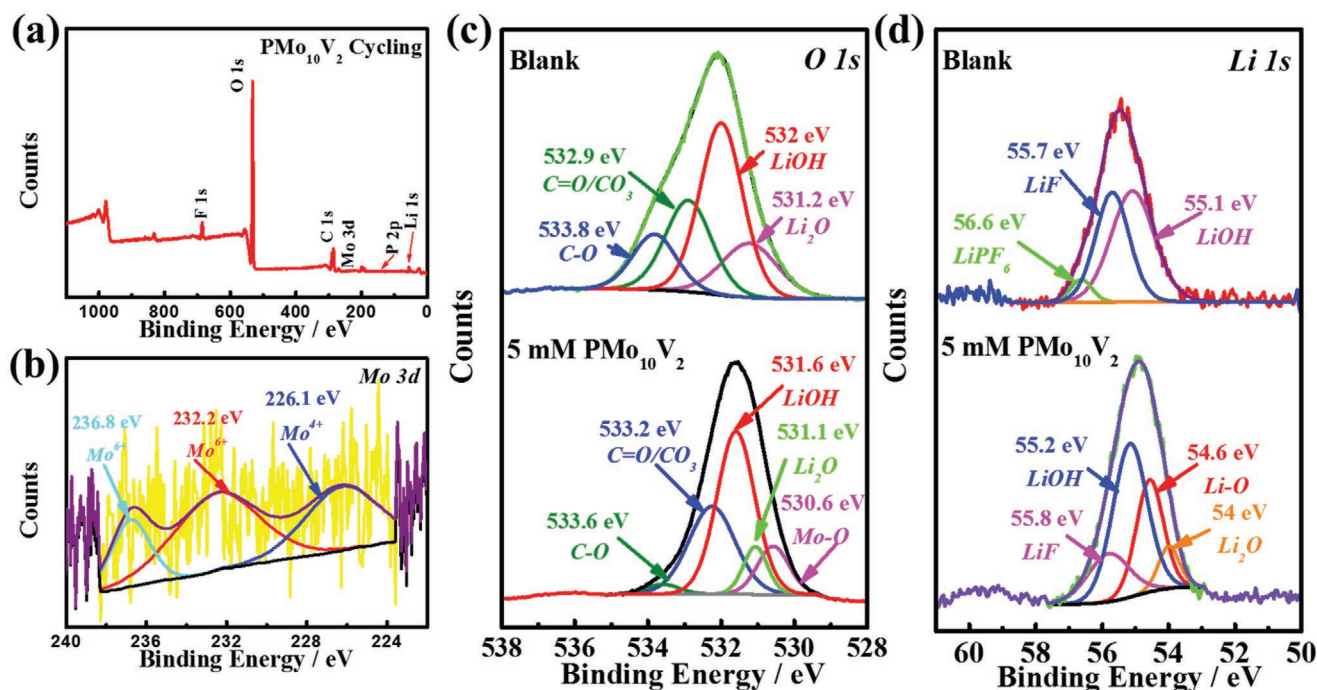 (a)
PMo₁₀V₂ Cycling
O 1s
F 1s
C 1s
Mo 3d
P 2p
Li 1s
Counts
1000 800 600 400 200 0
Binding Energy / eV
(b)
Mo 3d
236.8 eV
Mo⁶⁺
232.2 eV
Mo⁶⁺
226.1 eV
Mo⁴⁺
Counts
240 236 232 228 224
Binding Energy / eV
(c)
Blank
O 1s
532.9 eV
C=O/CO₃
533.8 eV
C-O
532 eV
LiOH
531.2 eV
Li₂O
Counts
5 mM PMo₁₀V₂
531.6 eV
LiOH
533.2 eV
C=O/CO₃
531.1 eV
Li₂O
533.6 eV
C-O
530.6 eV
Mo-O
538 536 534 532 530 528
Binding Energy / eV
(d)
Blank
Li 1s
55.7 eV
LiF
56.6 eV
LiPF₆
55.1 eV
LiOH
Counts
5 mM PMo₁₀V₂
55.2 eV
LiOH
54.6 eV
Li-O
55.8 eV
LiF
54 eV
Li₂O
60 58 56 54 52 50
Binding Energy / eV